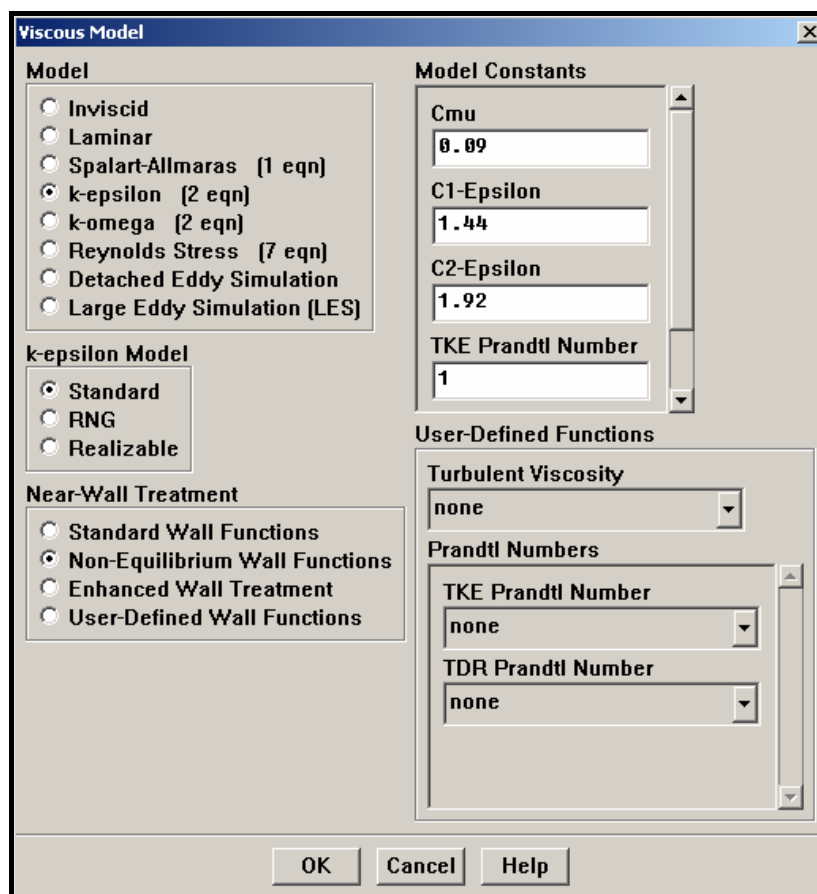 Viscous Model
Model
Inviscid
Laminar
Spalart-Allmaras (1 eqn)
k-epsilon (2 eqn)
k-omega (2 eqn)
Reynolds Stress (7 eqn)
Detached Eddy Simulation
Large Eddy Simulation (LES)
k-epsilon Model
Standard
RNG
Realizable
Near-Wall Treatment
Standard Wall Functions
Non-Equilibrium Wall Functions
Enhanced Wall Treatment
User-Defined Wall Functions
Model Constants
Cmu
0.09
C1-Epsilon
1.44
C2-Epsilon
1.92
TKE Prandtl Number
1
User-Defined Functions
Turbulent Viscosity
none
Prandtl Numbers
TKE Prandtl Number
none
TDR Prandtl Number
none
OK
Cancel
Help